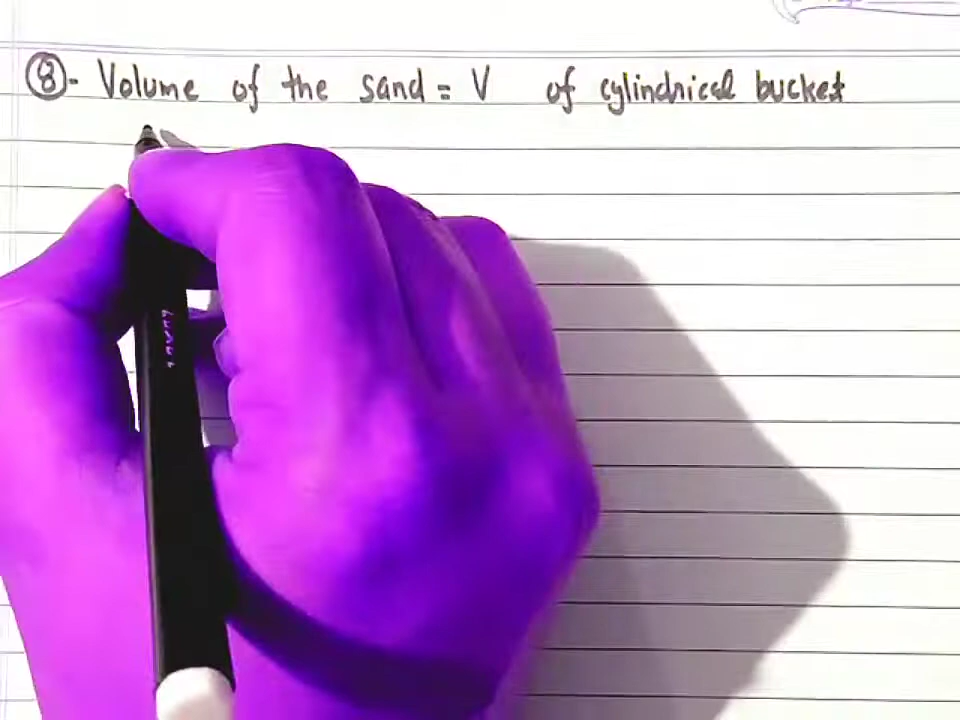 ⑧- Volume of the sand = V of cylindrical bucket